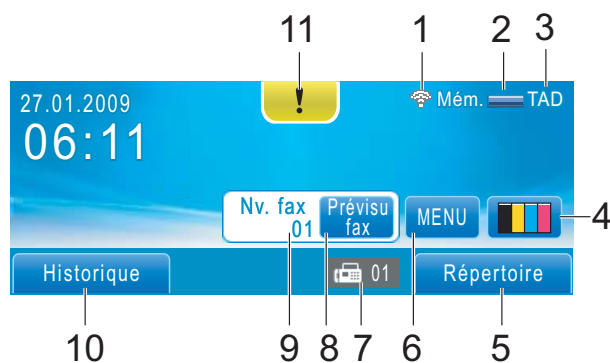 11 1 2 3
27.01.2009 ! Mém. TAD
06:11
Nv. fax 01 Prévisu fax MENU 4
Historique 01 Répertoire
10 9 8 7 6 5